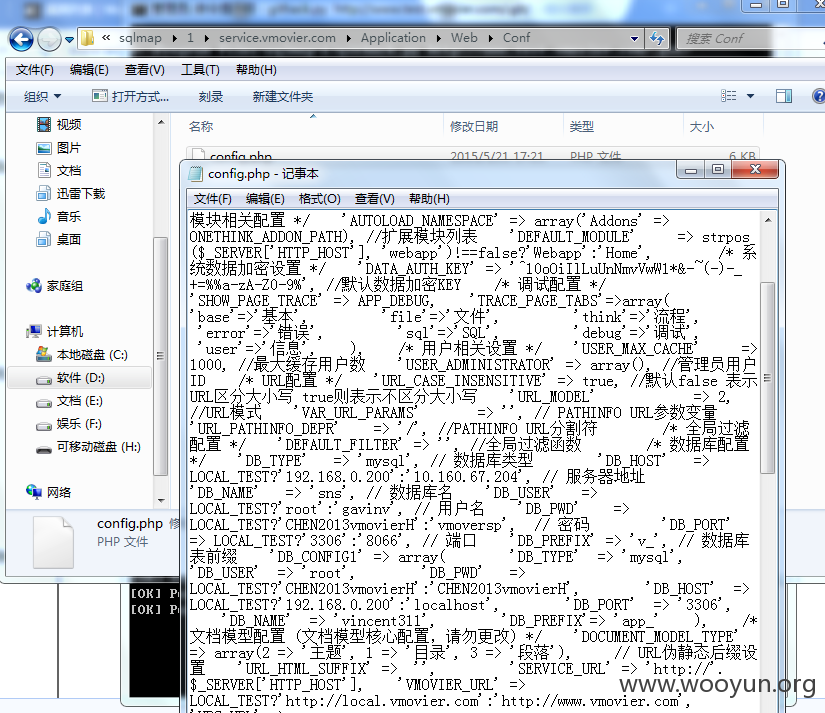 « sqlmap ▸ 1 ▸ service.vmovier.com ▸ Application ▸ Web ▸ Conf
搜索 Conf
文件(F) 编辑(E) 查看(V) 工具(T) 帮助(H)
组织 打开方式... 刻录 新建文件夹
名称 修改日期 类型 大小
config.php 2015/5/21 17:21 PHP 文件 6 KB
视频
图片
文档
迅雷下载
音乐
桌面
家庭组
计算机
本地磁盘 (C:)
软件 (D:)
文档 (E:)
娱乐 (F:)
可移动磁盘 (H:)
网络
config.php 修
PHP 文件
[OK] P
[OK] P
config.php - 记事本
文件(F) 编辑(E) 格式(O) 查看(V) 帮助(H)
模块相关配置 */ 'AUTOLOAD_NAMESPACE' => array('Addons' =>
ONETHINK_ADDON_PATH), //扩展模块列表 'DEFAULT_MODULE' => strpos
($_SERVER['HTTP_HOST'], 'webapp')!==false?'Webapp':'Home', /* 系
统数据加密设置 */ 'DATA_AUTH_KEY' => '^1oO0iIlLuUnNmvVwW1*&-~(-)-_
+=%%a-zA-Z0-9%', //默认数据加密KEY /* 调试配置 */
'SHOW_PAGE_TRACE' => APP_DEBUG, 'TRACE_PAGE_TABS'=>array(
'base'=>'基本', 'file'=>'文件', 'think'=>'流程',
'error'=>'错误', 'sql'=>'SQL', 'debug'=>'调试',
'user'=>'信息', ), /* 用户相关设置 */ 'USER_MAX_CACHE' =>
1000, //最大缓存用户数 'USER_ADMINISTRATOR' => array(), //管理员用户
ID /* URL配置 */ 'URL_CASE_INSENSITIVE' => true, //默认false 表示
URL区分大小写 true则表示不区分大小写 'URL_MODEL' => 2,
//URL模式 'VAR_URL_PARAMS' => '', // PATHINFO URL参数变量
'URL_PATHINFO_DEPR' => '/', //PATHINFO URL分割符 /* 全局过滤
配置 */ 'DEFAULT_FILTER' => '', //全局过滤函数 /* 数据库配置
*/ 'DB_TYPE' => 'mysql', // 数据库类型 'DB_HOST' =>
LOCAL_TEST?'192.168.0.200':'10.160.67.204', // 服务器地址
'DB_NAME' => 'sns', // 数据库名 'DB_USER' =>
LOCAL_TEST?'root':'gavinv', // 用户名 'DB_PWD' =>
LOCAL_TEST?'CHEN2013vmovierH':'vmoversp', // 密码 'DB_PORT'
=> LOCAL_TEST?'3306':'8066', // 端口 'DB_PREFIX' => 'v_', // 数据库
表前缀 'DB_CONFIG1' => array( 'DB_TYPE' => 'mysql',
'DB_USER' => 'root', 'DB_PWD' =>
LOCAL_TEST?'CHEN2013vmovierH':'CHEN2013vmovierH', 'DB_HOST' =>
LOCAL_TEST?'192.168.0.200':'localhost', 'DB_PORT' => '3306',
'DB_NAME' => 'vincent311', 'DB_PREFIX'=> 'app_' ), /*
文档模型配置 (文档模型核心配置, 请勿更改) */ 'DOCUMENT_MODEL_TYPE'
=> array(2 => '主题', 1 => '目录', 3 => '段落'), // URL伪静态后缀设
置 'URL_HTML_SUFFIX' => '', 'SERVICE_URL' => 'http://'.
$_SERVER['HTTP_HOST'], 'VMOVIER_URL' =>
LOCAL_TEST?'http://local.vmovier.com':'http://www.vmovier.com',
www.wooyun.org